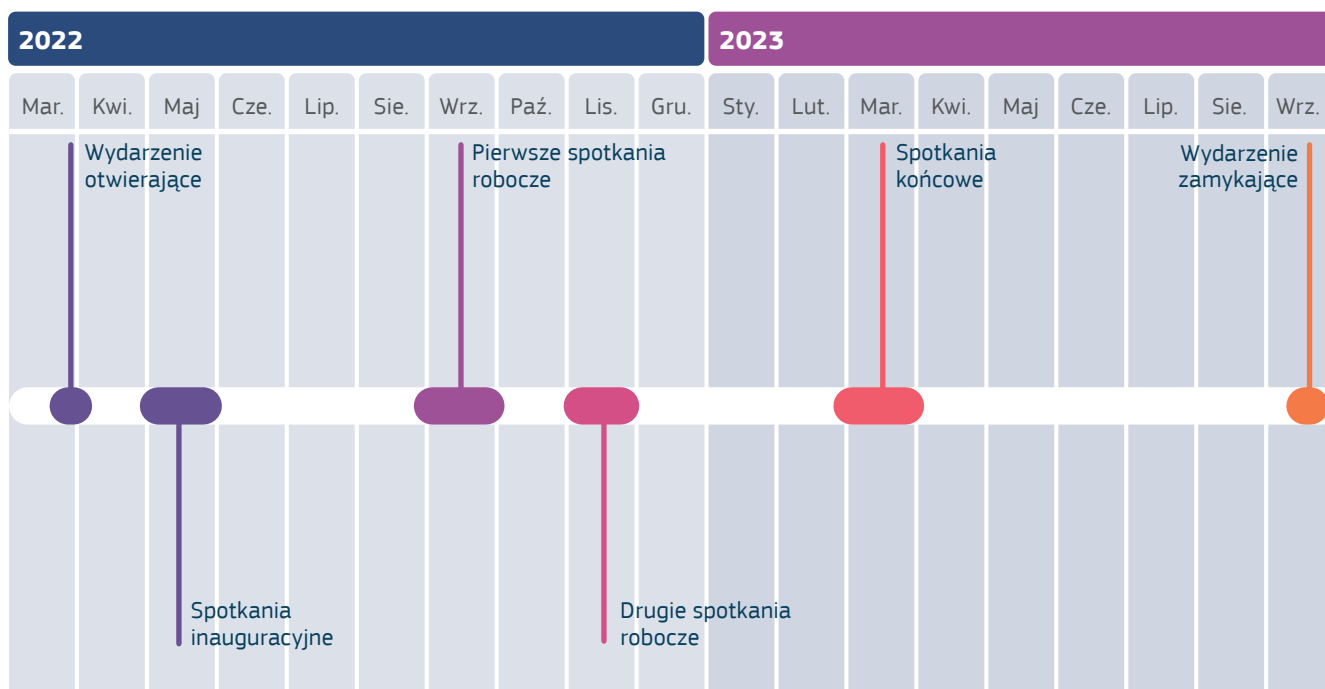 2022
2023
Mar. Kwi. Maj Cze. Lip. Sie. Wrz. Paź. Lis. Gru. Sty. Lut. Mar. Kwi. Maj Cze. Lip. Sie. Wrz.
Wydarzenie
otwierające
Pierwsze spotkania
robocze
Spotkania
końcowe
Wydarzenie
zamykające
Spotkania
inauguracyjne
Drugie spotkania
robocze